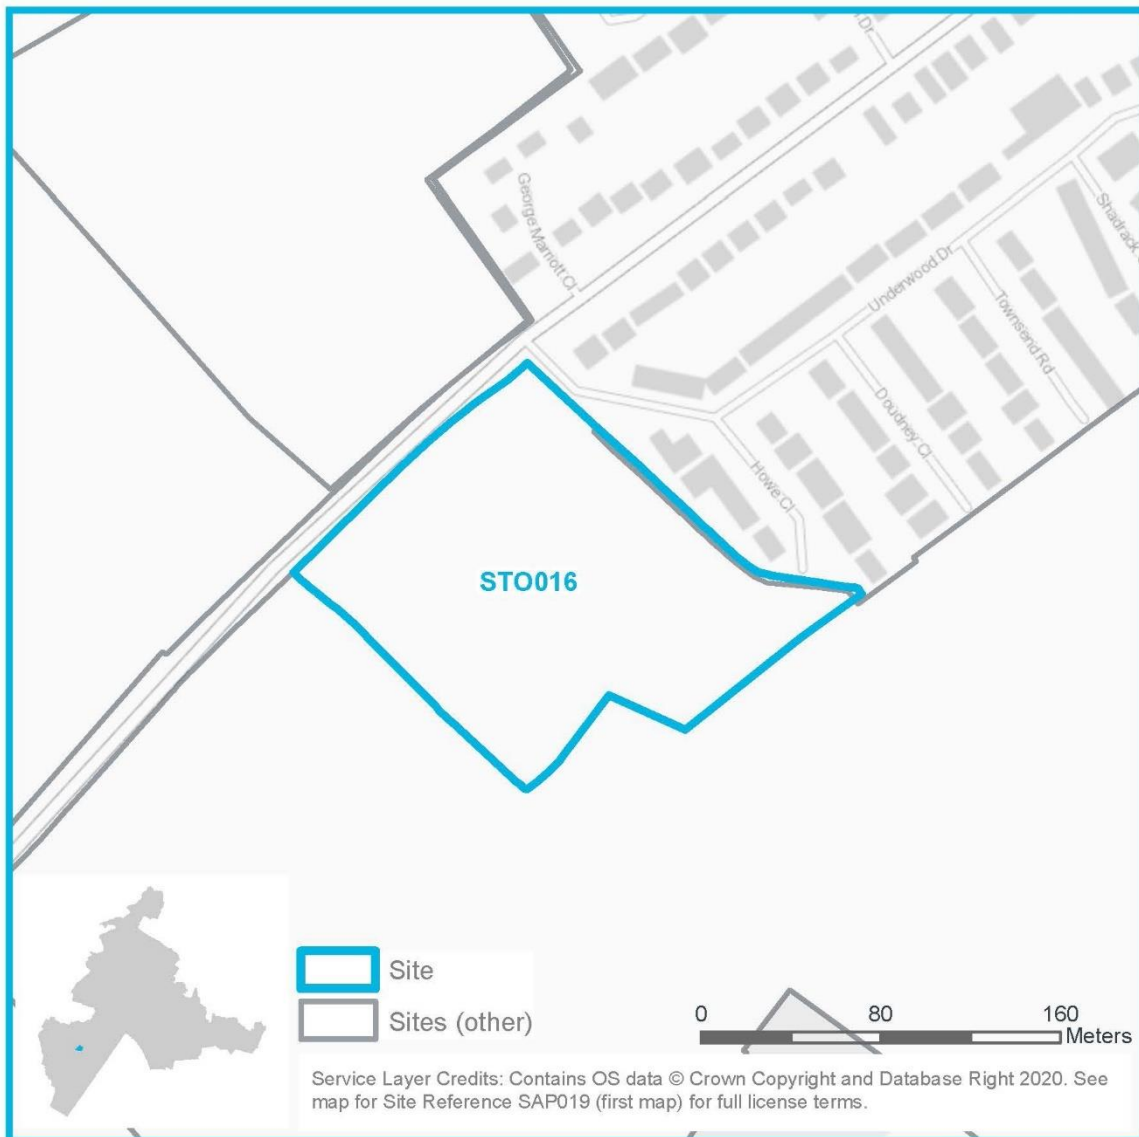 Dr
George Marriott Cl
Underwood Dr
Shadrack
Townsend Rd
Doudney Cl
Howe Cl
STO016
Site
Sites (other)
0 80 160
Meters
Service Layer Credits: Contains OS data © Crown Copyright and Database Right 2020. See
map for Site Reference SAP019 (first map) for full license terms.